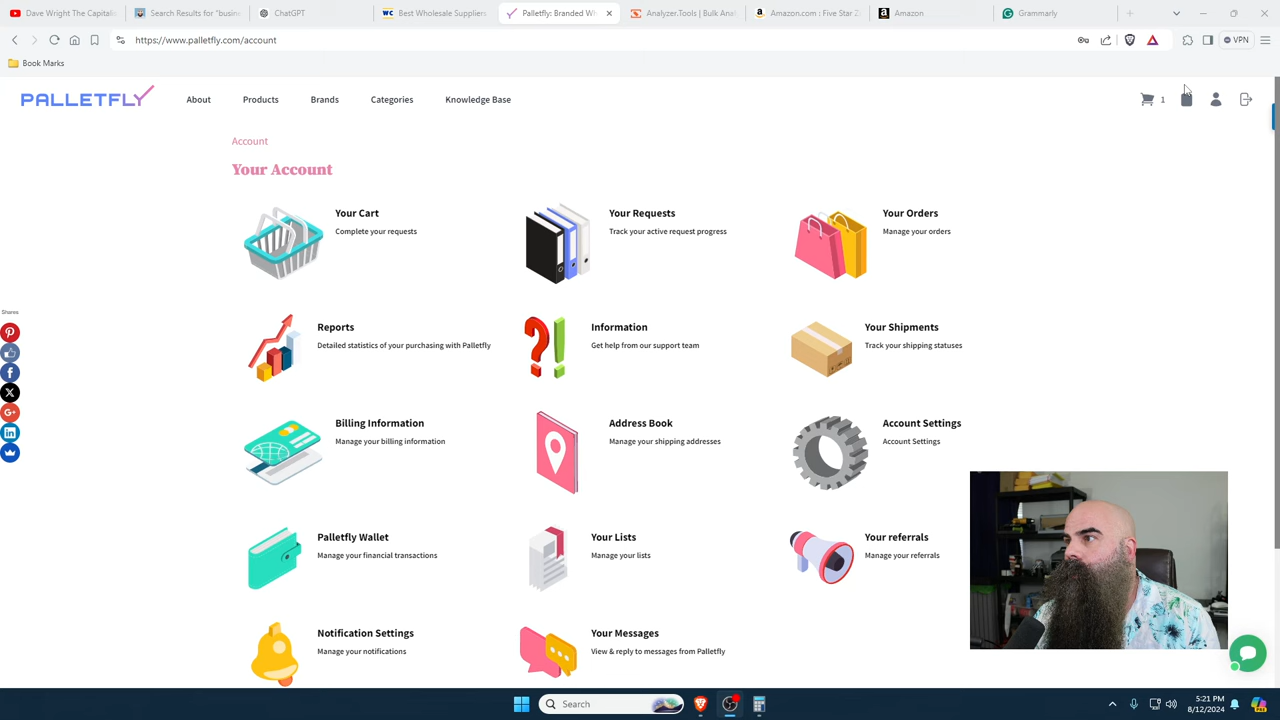 Dave Wright - The Capital
Search Results for "busin
ChatGPT
WC Best Wholesale Suppliers
Palletfly: Branded Wh
Analyzer.Tools | Bulk Anal
Amazon.com : Five Star Z
Amazon
Grammarly
https://www.palletfly.com/account
VPN
Book Marks
PALLETFLY
About
Products
Brands
Categories
Knowledge Base
1
Account
Your Account
Your Cart
Complete your requests
Your Requests
Track your active request progress
Your Orders
Manage your orders
Reports
Detailed statistics of your purchasing with Palletfly
Information
Get help from our support team
Your Shipments
Track your shipping statuses
Shares
Billing Information
Manage your billing information
Address Book
Manage your shipping addresses
Account Settings
Account Settings
Palletfly Wallet
Manage your financial transactions
Your Lists
Manage your lists
Your referrals
Manage your referrals
Notification Settings
Manage your notifications
Your Messages
View & reply to messages from Palletfly
Search
5:21 PM
8/12/2024